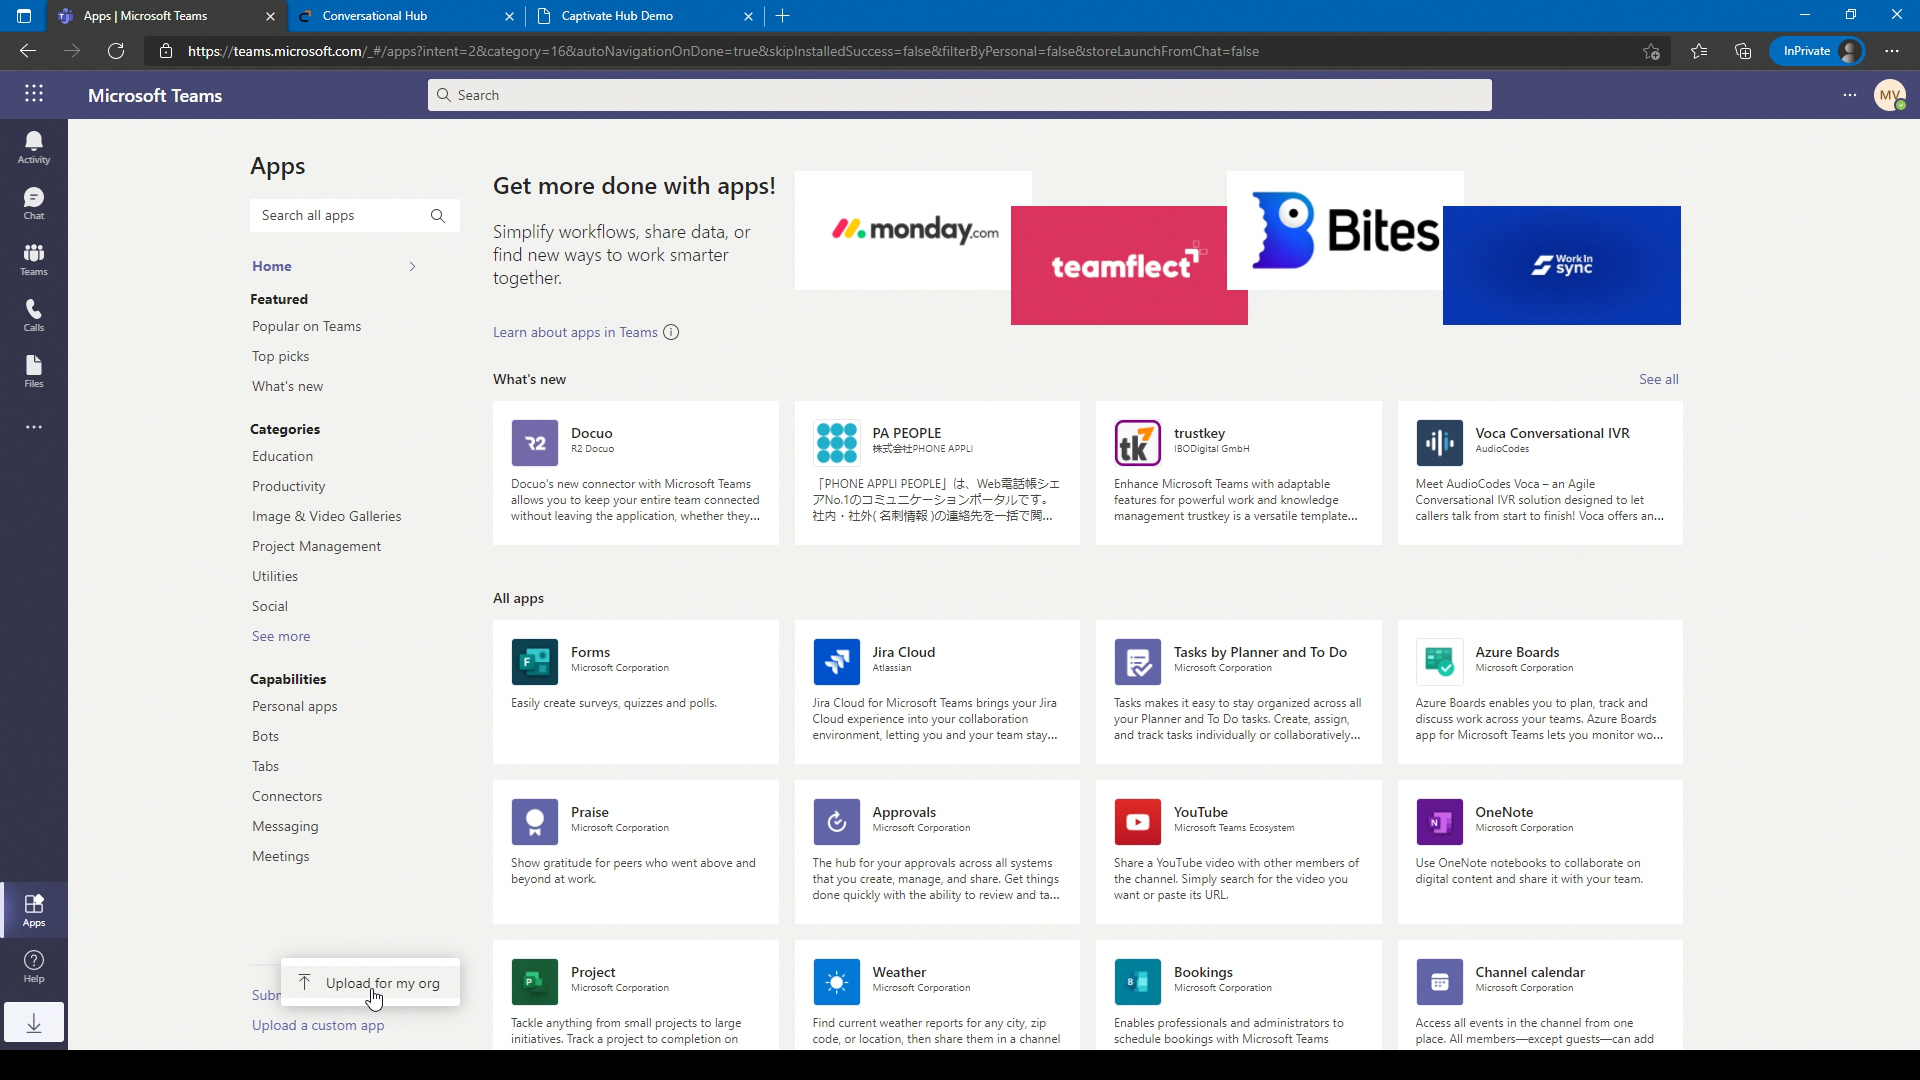 Apps | Microsoft Teams
Conversational Hub
Captivate Hub Demo
https://teams.microsoft.com/_#/apps?intent=2&category=16&autoNavigationOnDone=true&skipInstalledSuccess=false&filterByPersonal=false&storeLaunchFromChat=false
InPrivate
Microsoft Teams
Search
MV
Activity
Chat
Teams
Calls
Files
Apps
Help
Apps
Search all apps
Home
Featured
Popular on Teams
Top picks
What's new
Categories
Education
Productivity
Image & Video Galleries
Project Management
Utilities
Social
See more
Capabilities
Personal apps
Bots
Tabs
Connectors
Messaging
Meetings
Upload for my org
Upload a custom app
Get more done with apps!
Simplify workflows, share data, or
find new ways to work smarter
together.
Learn about apps in Teams
monday.com
teamflect
Bites
Work In
sync
What's new
See all
R2
Docuo
R2 Docuo
Docuo's new connector with Microsoft Teams
allows you to keep your entire team connected
without leaving the application, whether they...
PA PEOPLE
株式会社PHONE APPLI
「PHONE APPLI PEOPLE」は、Web電話帳シェ
アNo.1のコミュニケーションポータルです。
社内・社外(名刺情報)の連絡先を一括で閲...
tk
trustkey
IBODigital GmbH
Enhance Microsoft Teams with adaptable
features for powerful work and knowledge
management trustkey is a versatile template...
Voca Conversational IVR
AudioCodes
Meet AudioCodes Voca – an Agile
Conversational IVR solution designed to let
callers talk from start to finish! Voca offers an...
All apps
F
Forms
Microsoft Corporation
Easily create surveys, quizzes and polls.
Jira Cloud
Atlassian
Jira Cloud for Microsoft Teams brings your Jira
Cloud experience into your collaboration
environment, letting you and your team stay...
Tasks by Planner and To Do
Microsoft Corporation
Tasks makes it easy to stay organized across all
your Planner and To Do tasks. Create, assign,
and track tasks individually or collaboratively...
Azure Boards
Microsoft Corporation
Azure Boards enables you to plan, track and
discuss work across your teams. Azure Boards
app for Microsoft Teams lets you monitor wo...
Praise
Microsoft Corporation
Show gratitude for peers who went above and
beyond at work.
Approvals
Microsoft Corporation
The hub for your approvals across all systems
that you create, manage, and share. Get things
done quickly with the ability to review and ta...
YouTube
Microsoft Teams Ecosystem
Share a YouTube video with other members of
the channel. Simply search for the video you
want or paste its URL.
N
OneNote
Microsoft Corporation
Use OneNote notebooks to collaborate on
digital content and share it with your team.
P
Project
Microsoft Corporation
Tackle anything from small projects to large
initiatives. Track a project to completion on
Weather
Microsoft Corporation
Find current weather reports for any city, zip
code, or location, then share them in a channel
B
Bookings
Microsoft Corporation
Enables professionals and administrators to
schedule bookings with Microsoft Teams
Channel calendar
Microsoft Corporation
Access all events in the channel from one
place. All members—except guests—can add